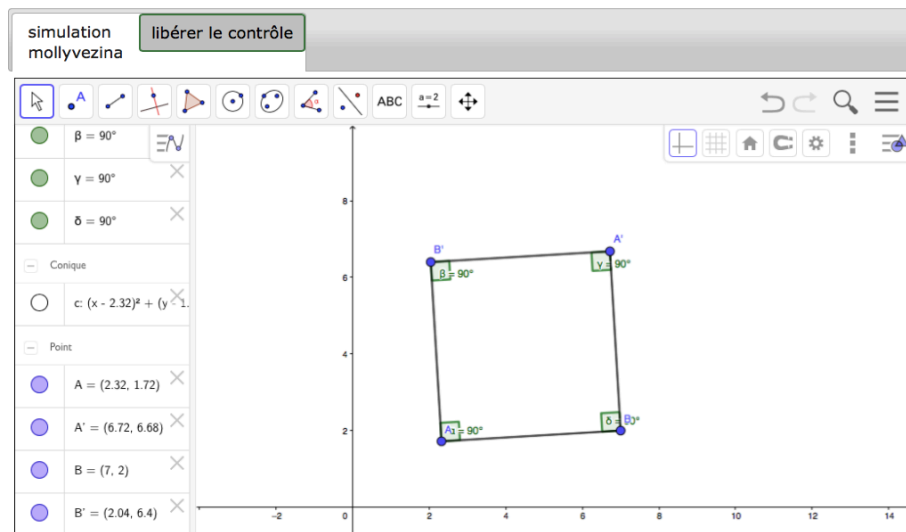 simulation
mollyvezina
libérer le contrôle
A
ABC
a=2
β = 90°
γ = 90°
δ = 90°
Conique
c: (x - 2.32)² + (y - 1.
Point
A = (2.32, 1.72)
A' = (6.72, 6.68)
B = (7, 2)
B' = (2.04, 6.4)
8
6
4
2
−2
0
2
4
6
8
10
12
14
B'
A'
β = 90°
γ = 90°
A
= 90°
B
δ = 90°